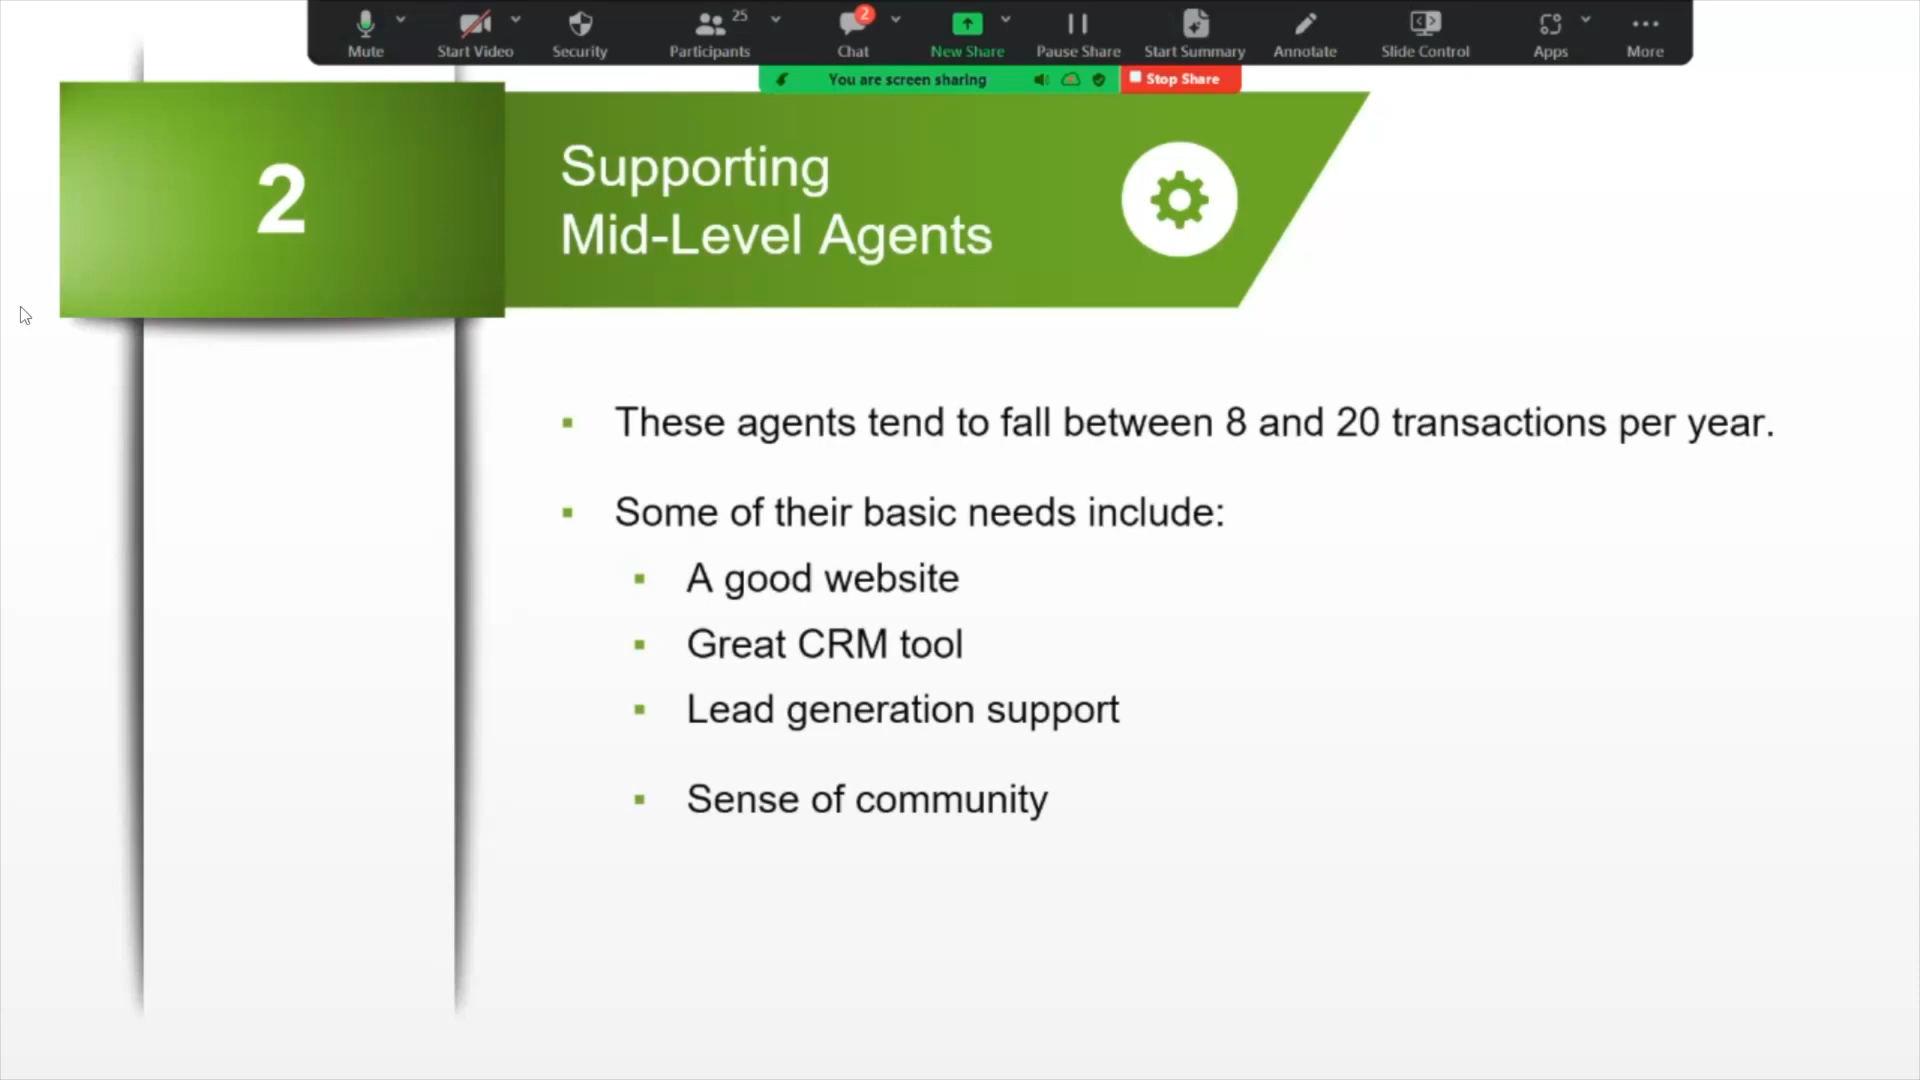 Mute
Start Video
Security
25
Participants
2
Chat
New Share
Pause Share
Start Summary
Annotate
Slide Control
Apps
More
You are screen sharing
Stop Share
2
Supporting
Mid-Level Agents
These agents tend to fall between 8 and 20 transactions per year.
Some of their basic needs include:
A good website
Great CRM tool
Lead generation support
Sense of community